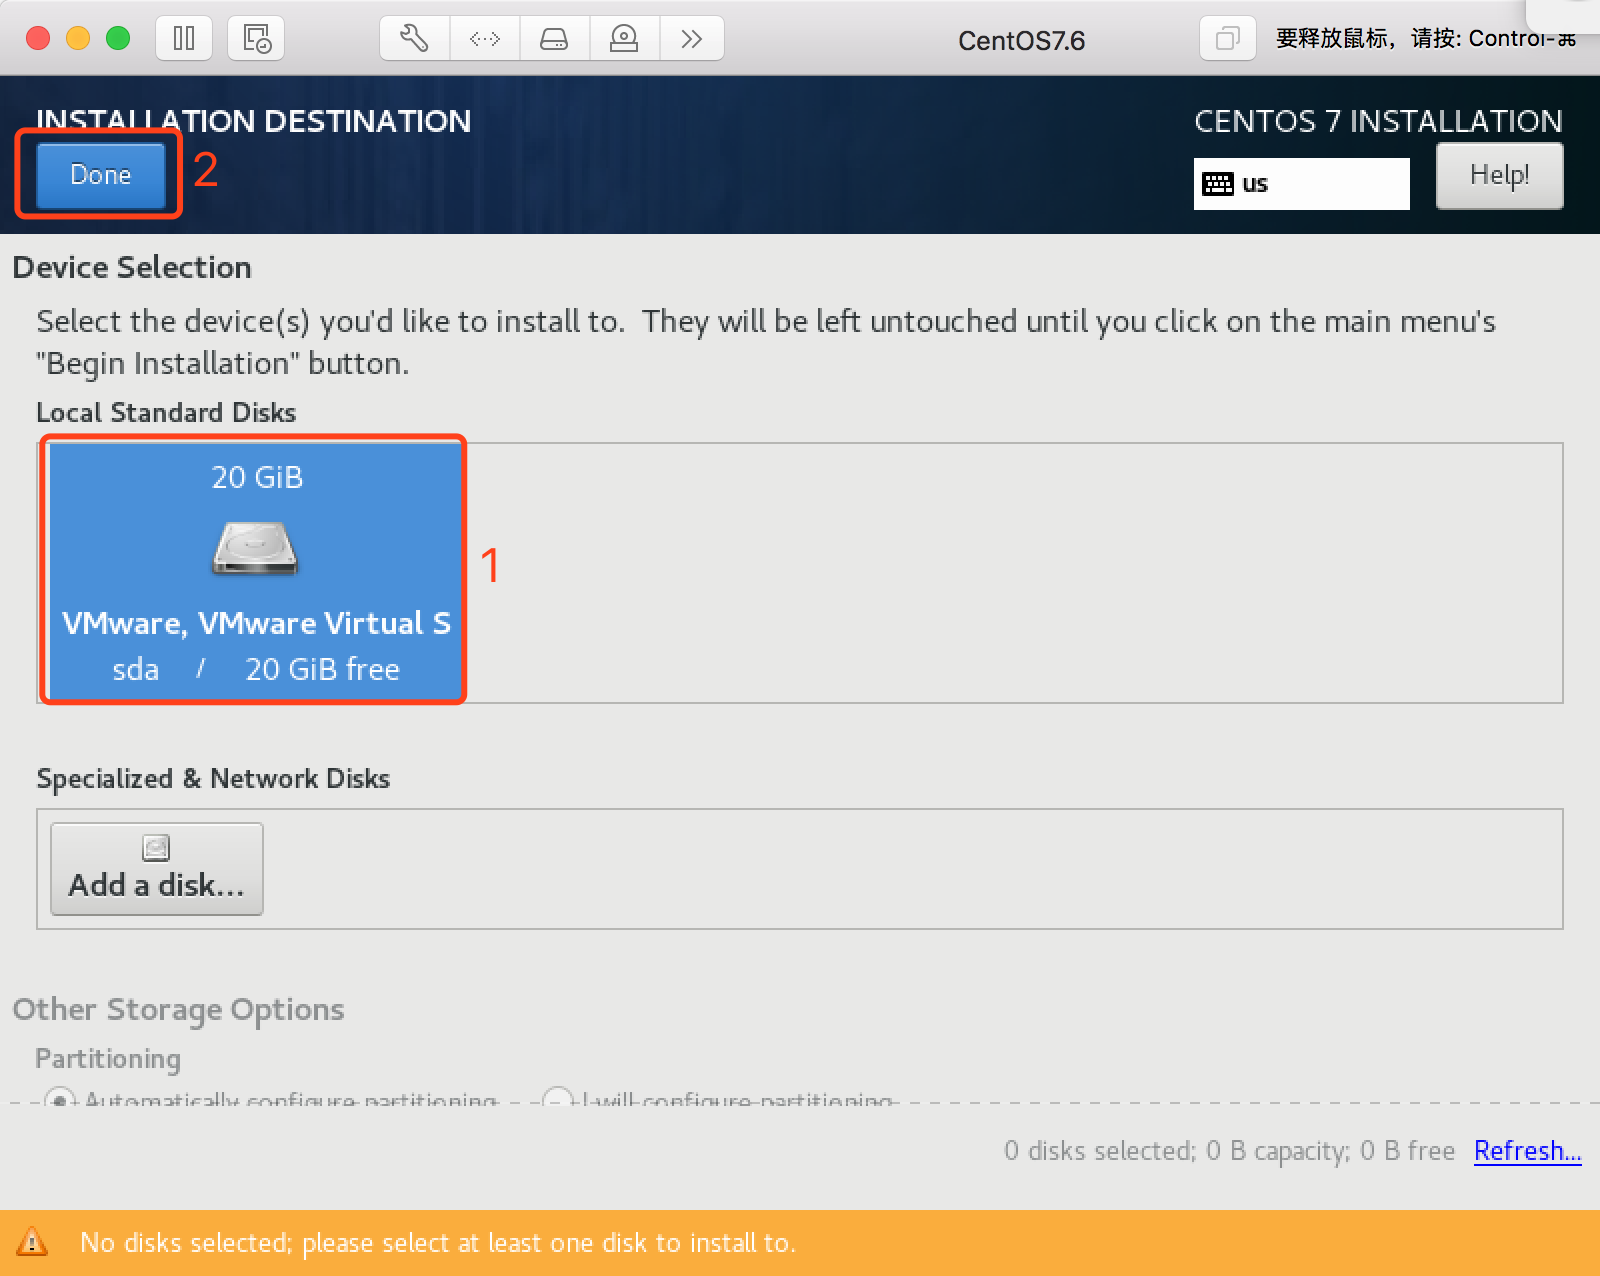 CentOS7.6
要释放鼠标，请按: Control-⌘
INSTALLATION DESTINATION
CENTOS 7 INSTALLATION
Done
2
us
Help!
Device Selection
Select the device(s) you'd like to install to.  They will be left untouched until you click on the main menu's
"Begin Installation" button.
Local Standard Disks
20 GiB
1
VMware, VMware Virtual S
sda / 20 GiB free
Specialized & Network Disks
Add a disk...
Other Storage Options
Partitioning
Automatically configure partitioning. I will configure partitioning.
0 disks selected; 0 B capacity; 0 B free Refresh...
No disks selected; please select at least one disk to install to.